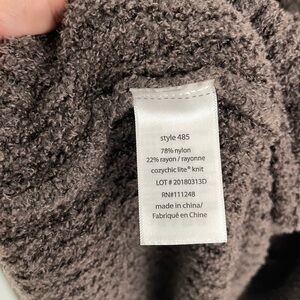 style 485
78% nylon
22% rayon / rayonne
cozychic lite® knit
LOT # 20180313D
RN#111248
made in china/
Fabriqué en Chine